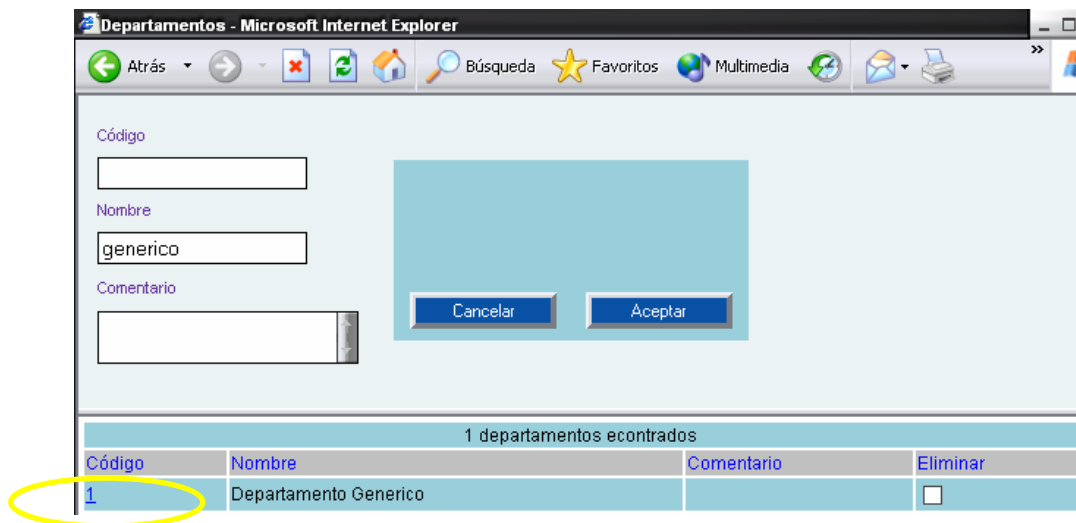 Departamentos - Microsoft Internet Explorer
Atrás Búsqueda Favoritos Multimedia »
Código
Nombre
generico
Comentario
Cancelar Aceptar
1 departamentos econtrados
Código Nombre Comentario Eliminar
1 Departamento Generico